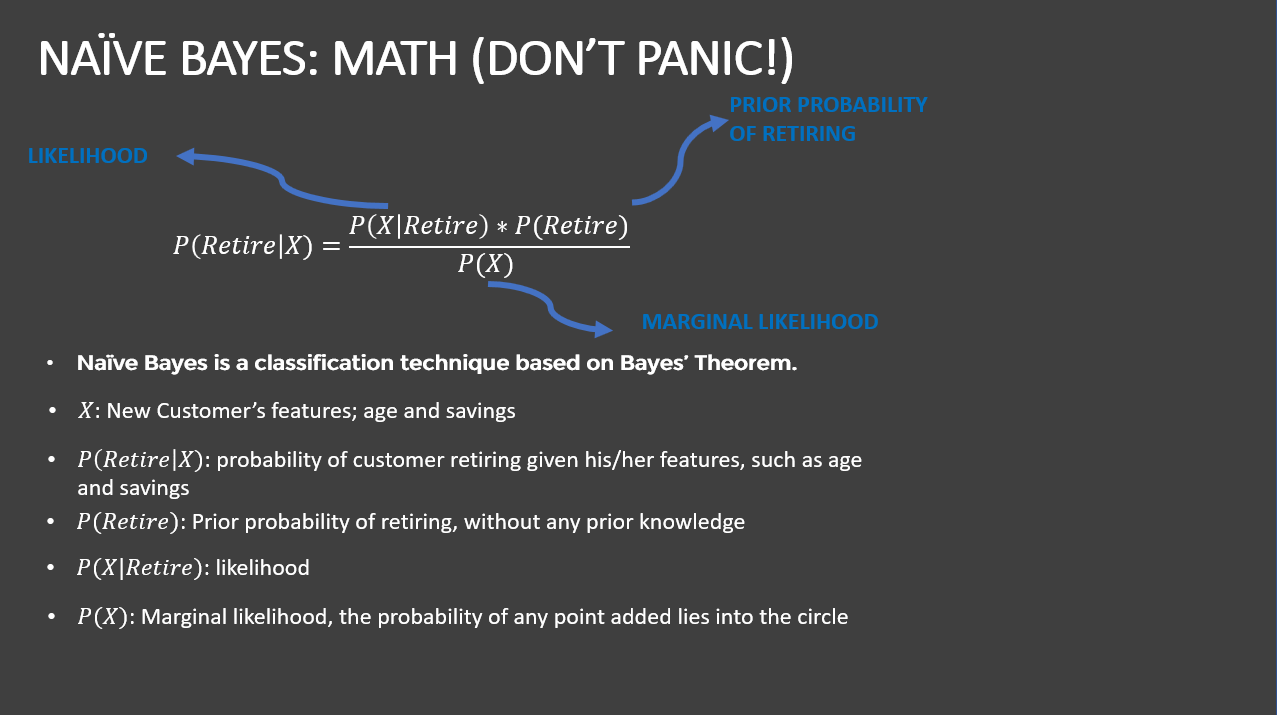 NAÏVE BAYES: MATH (DON’T PANIC!)
PRIOR PROBABILITY
OF RETIRING
LIKELIHOOD
P(Retire|X) = P(X|Retire) * P(Retire)
P(X)
MARGINAL LIKELIHOOD
• Naïve Bayes is a classification technique based on Bayes’ Theorem.
• X: New Customer’s features; age and savings
• P(Retire|X): probability of customer retiring given his/her features, such as age
and savings
• P(Retire): Prior probability of retiring, without any prior knowledge
• P(X|Retire): likelihood
• P(X): Marginal likelihood, the probability of any point added lies into the circle